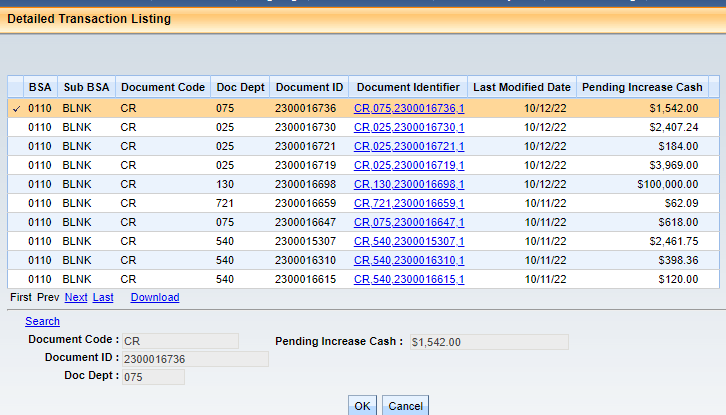 Detailed Transaction Listing
BSA Sub BSA Document Code Doc Dept Document ID Document Identifier Last Modified Date Pending Increase Cash
✓ 0110 BLNK CR 075 2300016736 CR,075,2300016736,1 10/12/22 $1,542.00
0110 BLNK CR 025 2300016730 CR,025,2300016730,1 10/12/22 $2,407.24
0110 BLNK CR 025 2300016721 CR,025,2300016721,1 10/12/22 $184.00
0110 BLNK CR 025 2300016719 CR,025,2300016719,1 10/12/22 $3,969.00
0110 BLNK CR 130 2300016698 CR,130,2300016698,1 10/12/22 $100,000.00
0110 BLNK CR 721 2300016659 CR,721,2300016659,1 10/11/22 $62.09
0110 BLNK CR 075 2300016647 CR,075,2300016647,1 10/11/22 $618.00
0110 BLNK CR 540 2300015307 CR,540,2300015307,1 10/11/22 $2,461.75
0110 BLNK CR 540 2300016310 CR,540,2300016310,1 10/11/22 $398.36
0110 BLNK CR 540 2300016615 CR,540,2300016615,1 10/11/22 $120.00
First Prev Next Last Download
Search
Document Code : CR Pending Increase Cash : $1,542.00
Document ID : 2300016736
Doc Dept : 075
OK Cancel